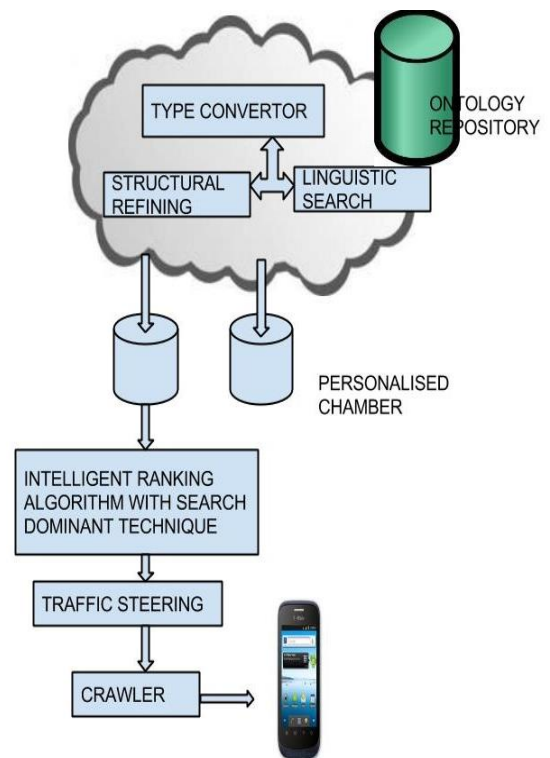 TYPE CONVERTOR
ONTOLOGY
REPOSITORY
STRUCTURAL
REFINING
LINGUISTIC
SEARCH
PERSONALISED
CHAMBER
INTELLIGENT RANKING
ALGORITHM WITH SEARCH
DOMINANT TECHNIQUE
TRAFFIC STEERING
CRAWLER